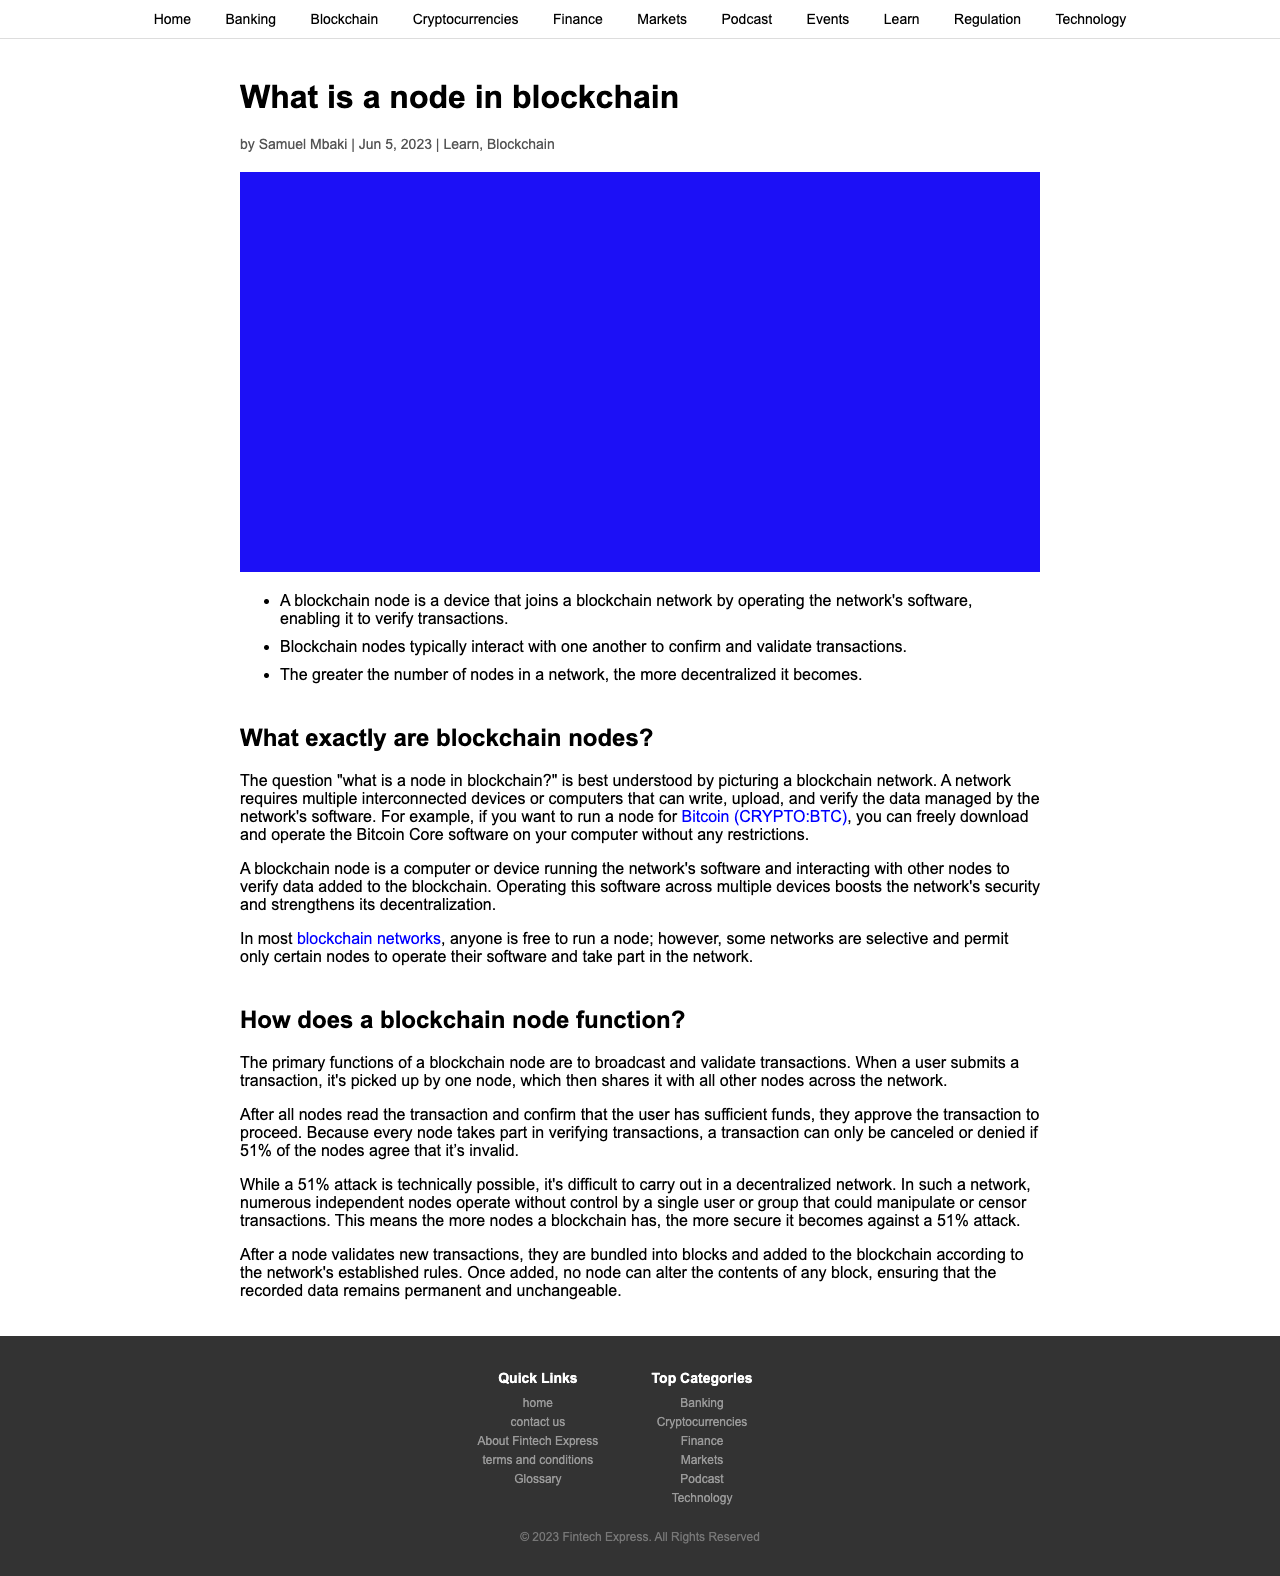 Home Banking Blockchain Cryptocurrencies Finance Markets Podcast Events Learn Regulation Technology
What is a node in blockchain
by Samuel Mbaki | Jun 5, 2023 | Learn, Blockchain
• A blockchain node is a device that joins a blockchain network by operating the network's software,
enabling it to verify transactions.
• Blockchain nodes typically interact with one another to confirm and validate transactions.
• The greater the number of nodes in a network, the more decentralized it becomes.
What exactly are blockchain nodes?
The question "what is a node in blockchain?" is best understood by picturing a blockchain network. A network
requires multiple interconnected devices or computers that can write, upload, and verify the data managed by the
network's software. For example, if you want to run a node for Bitcoin (CRYPTO:BTC), you can freely download
and operate the Bitcoin Core software on your computer without any restrictions.
A blockchain node is a computer or device running the network's software and interacting with other nodes to
verify data added to the blockchain. Operating this software across multiple devices boosts the network's security
and strengthens its decentralization.
In most blockchain networks, anyone is free to run a node; however, some networks are selective and permit
only certain nodes to operate their software and take part in the network.
How does a blockchain node function?
The primary functions of a blockchain node are to broadcast and validate transactions. When a user submits a
transaction, it's picked up by one node, which then shares it with all other nodes across the network.
After all nodes read the transaction and confirm that the user has sufficient funds, they approve the transaction to
proceed. Because every node takes part in verifying transactions, a transaction can only be canceled or denied if
51% of the nodes agree that it’s invalid.
While a 51% attack is technically possible, it's difficult to carry out in a decentralized network. In such a network,
numerous independent nodes operate without control by a single user or group that could manipulate or censor
transactions. This means the more nodes a blockchain has, the more secure it becomes against a 51% attack.
After a node validates new transactions, they are bundled into blocks and added to the blockchain according to
the network's established rules. Once added, no node can alter the contents of any block, ensuring that the
recorded data remains permanent and unchangeable.
Quick Links
home
contact us
About Fintech Express
terms and conditions
Glossary
Top Categories
Banking
Cryptocurrencies
Finance
Markets
Podcast
Technology
© 2023 Fintech Express. All Rights Reserved